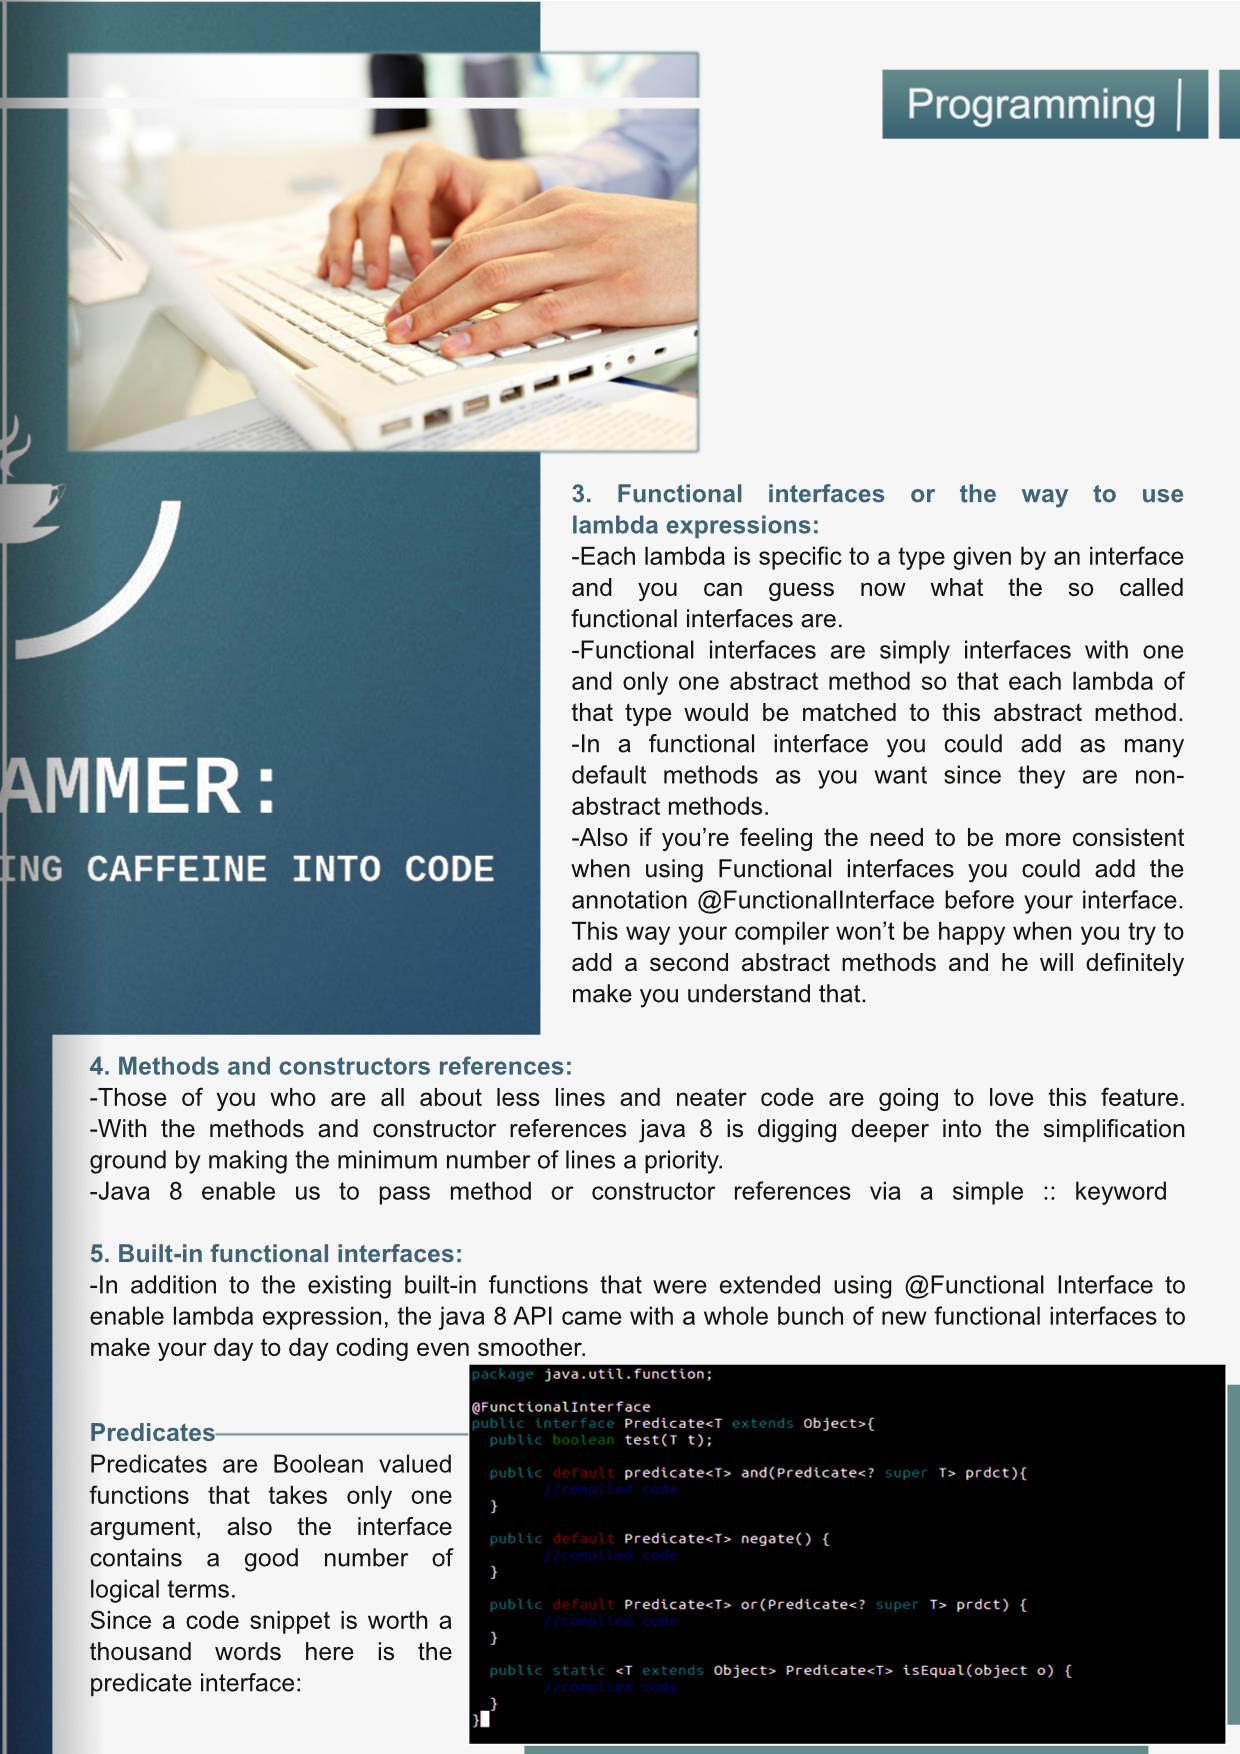 Programming
3. Functional interfaces or the way to use
lambda expressions:
-Each lambda is specific to a type given by an interface
and you can guess now what the so called
functional interfaces are.
-Functional interfaces are simply interfaces with one
and only one abstract method so that each lambda of
that type would be matched to this abstract method.
-In a functional interface you could add as many
default methods as you want since they are non-
abstract methods.
-Also if you’re feeling the need to be more consistent
when using Functional interfaces you could add the
annotation @FunctionalInterface before your interface.
This way your compiler won’t be happy when you try to
add a second abstract methods and he will definitely
make you understand that.
AMMER:
ING CAFFEINE INTO CODE
4. Methods and constructors references:
-Those of you who are all about less lines and neater code are going to love this feature.
-With the methods and constructor references java 8 is digging deeper into the simplification
ground by making the minimum number of lines a priority.
-Java 8 enable us to pass method or constructor references via a simple :: keyword
5. Built-in functional interfaces:
-In addition to the existing built-in functions that were extended using @Functional Interface to
enable lambda expression, the java 8 API came with a whole bunch of new functional interfaces to
make your day to day coding even smoother.
Predicates
Predicates are Boolean valued
functions that takes only one
argument, also the interface
contains a good number of
logical terms.
Since a code snippet is worth a
thousand words here is the
predicate interface:
package java.util.function;
@FunctionalInterface
public interface Predicate<T extends Object>{
public boolean test(T t);
public default predicate<T> and(Predicate<? super T> prdct){
//compiled code
}
public default Predicate<T> negate() {
//compiled code
}
public default Predicate<T> or(Predicate<? super T> prdct) {
//compiled code
}
public static <T extends Object> Predicate<T> isEqual(object o) {
//compiled code
}
}